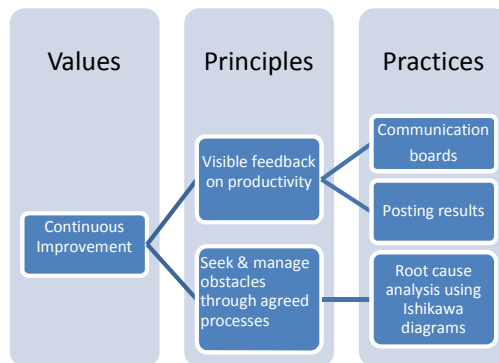 Values
Principles
Practices
Continuous
Improvement
Visible feedback
on productivity
Seek & manage
obstacles
through agreed
processes
Communication
boards
Posting results
Root cause
analysis using
Ishikawa
diagrams